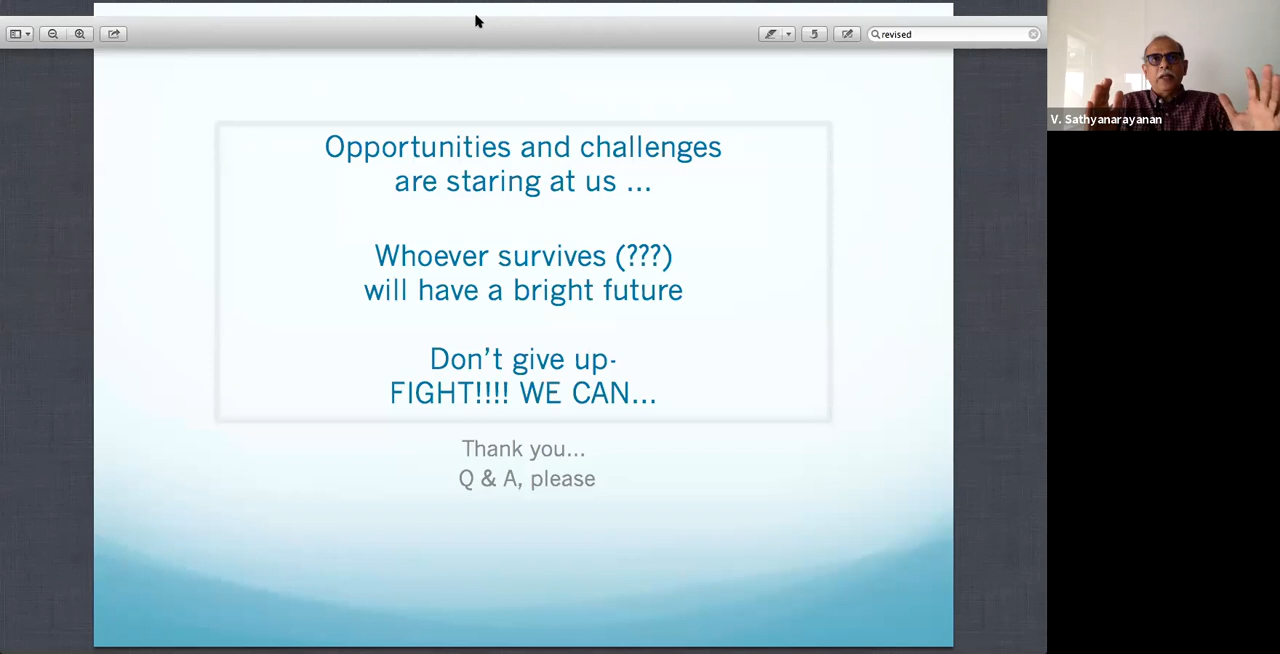 revised
V. Sathyanarayanan
Opportunities and challenges
are staring at us ...
Whoever survives (???)
will have a bright future
Don't give up-
FIGHT!!!! WE CAN...
Thank you...
Q & A, please